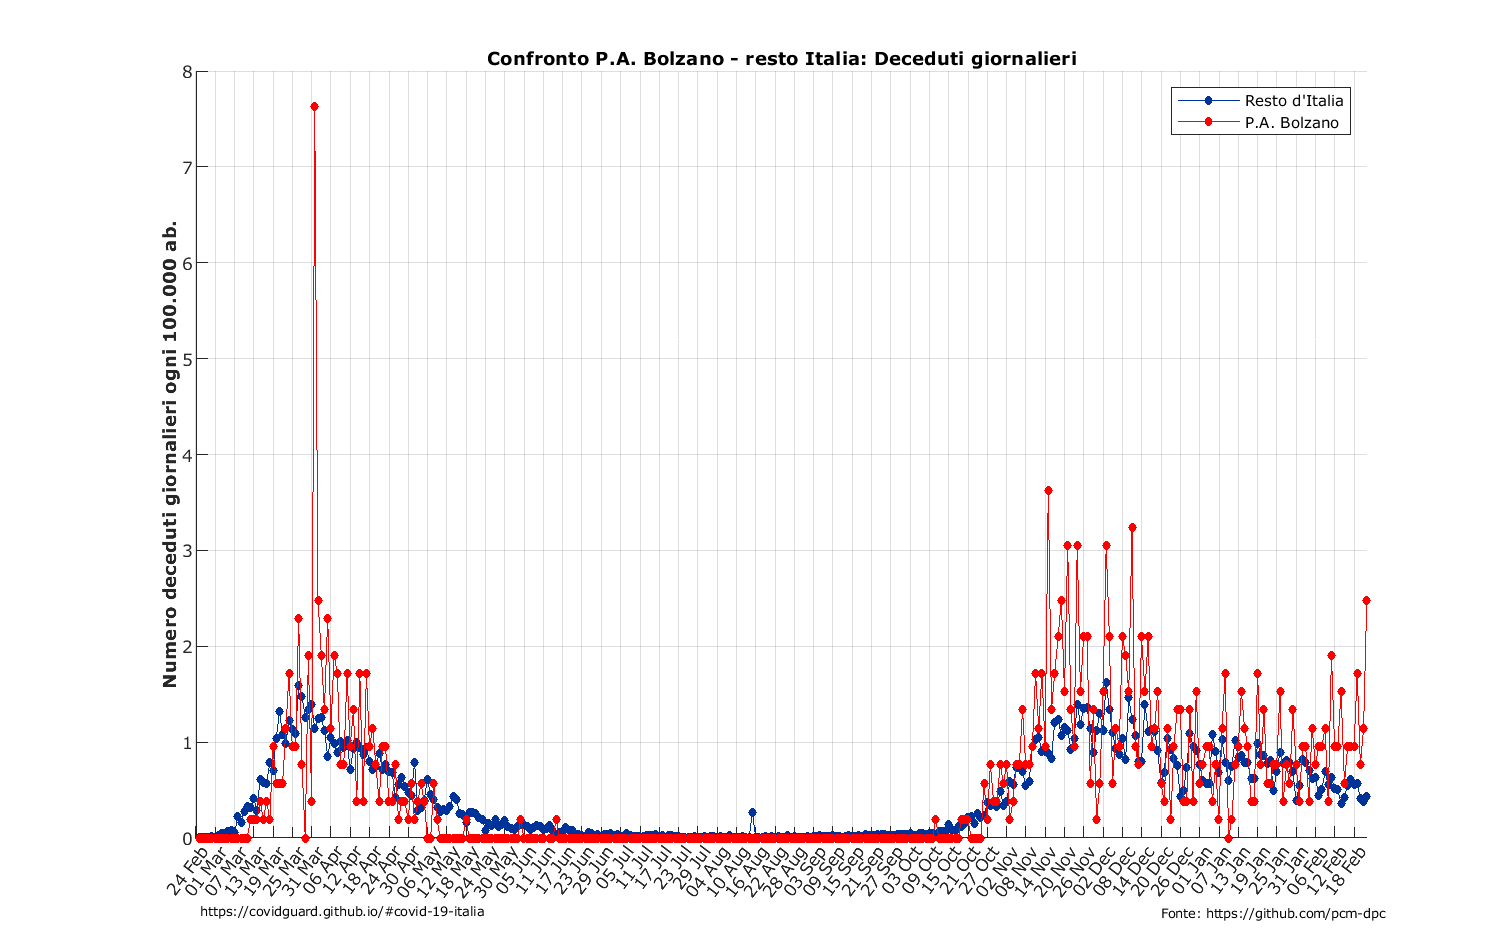 Confronto P.A. Bolzano - resto Italia: Deceduti giornalieri
Resto d'Italia
P.A. Bolzano
Numero deceduti giornalieri ogni 100.000 ab.
8
7
6
5
4
3
2
1
0
24 Feb
01 Mar
07 Mar
13 Mar
19 Mar
25 Mar
31 Mar
06 Apr
12 Apr
18 Apr
24 Apr
30 Apr
06 May
12 May
18 May
24 May
30 May
05 Jun
11 Jun
17 Jun
23 Jun
29 Jun
05 Jul
11 Jul
17 Jul
23 Jul
29 Jul
04 Aug
10 Aug
16 Aug
22 Aug
28 Aug
03 Sep
09 Sep
15 Sep
21 Sep
27 Sep
03 Oct
09 Oct
15 Oct
21 Oct
27 Oct
02 Nov
08 Nov
14 Nov
20 Nov
26 Nov
02 Dec
08 Dec
14 Dec
20 Dec
26 Dec
01 Jan
07 Jan
13 Jan
19 Jan
25 Jan
31 Jan
06 Feb
12 Feb
18 Feb
https://covidguard.github.io/#covid-19-italia
Fonte: https://github.com/pcm-dpc